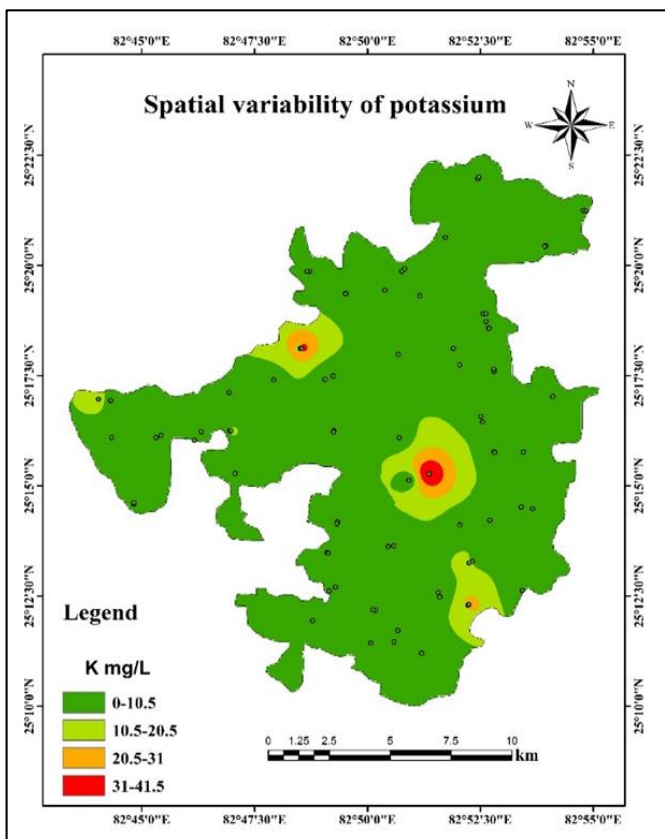 82°45'0"E 82°47'30"E 82°50'0"E 82°52'30"E 82°55'0"E
Spatial variability of potassium
N
W E
S
25°22'30"N 25°22'30"N
25°20'0"N 25°20'0"N
25°17'30"N 25°17'30"N
25°15'0"N 25°15'0"N
25°12'30"N 25°12'30"N
25°10'0"N 25°10'0"N
Legend
K mg/L
0-10.5
10.5-20.5
20.5-31
31-41.5
0 1.25 2.5 5 7.5 10
km
82°45'0"E 82°47'30"E 82°50'0"E 82°52'30"E 82°55'0"E